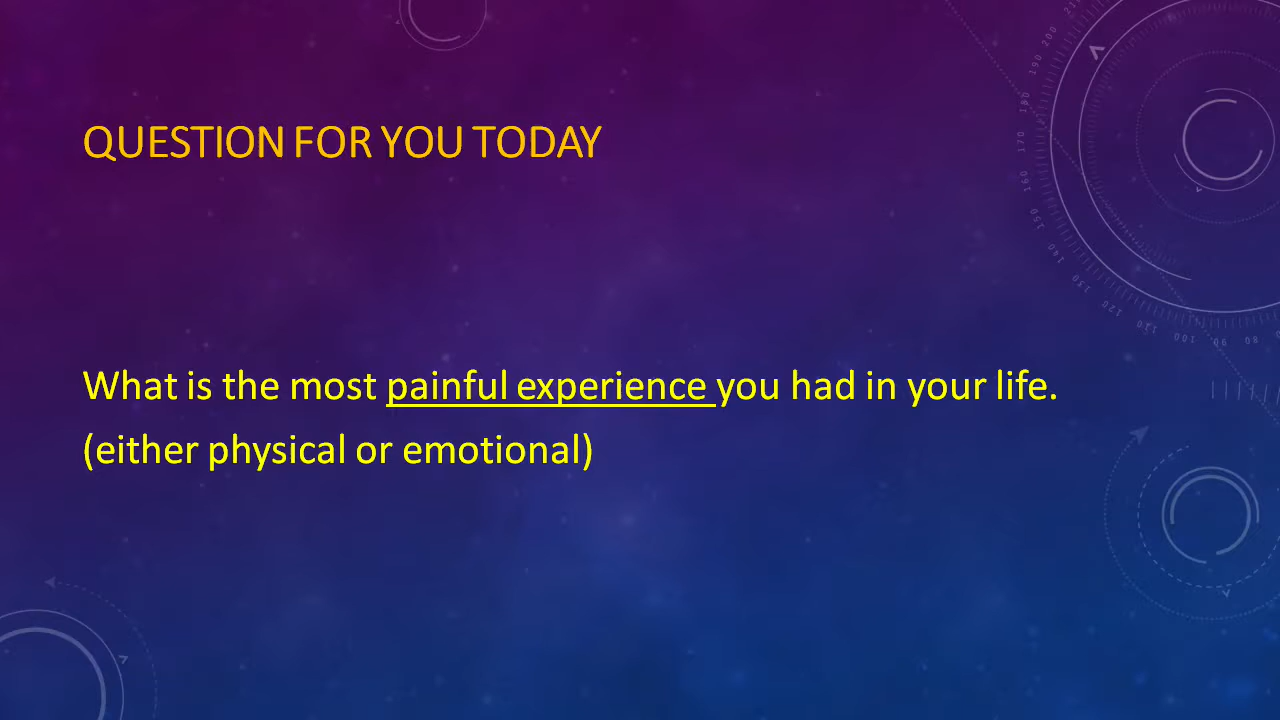 QUESTION FOR YOU TODAY
What is the most painful experience you had in your life.
(either physical or emotional)